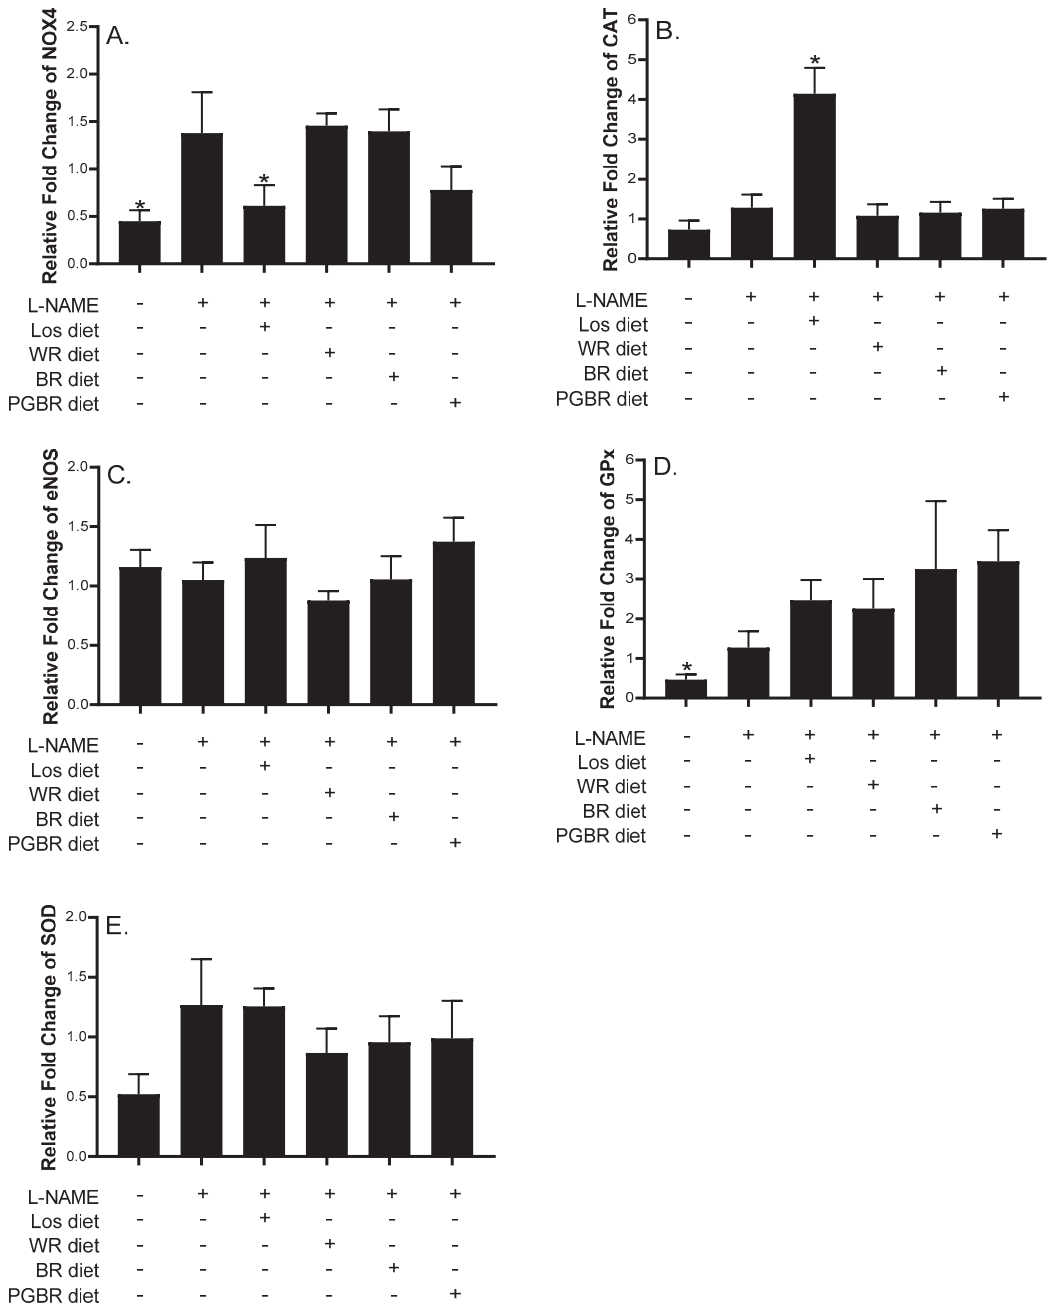 A.
Relative Fold Change of NOX4
2.5
2.0
1.5
1.0
0.5
0.0
* *
L-NAME - + + + + +
Los diet - - + - - -
WR diet - - - + - -
BR diet - - - - + -
PGBR diet - - - - - +
B.
Relative Fold Change of CAT
6
5
4
3
2
1
0
*
L-NAME - + + + + +
Los diet - - + - - -
WR diet - - - + - -
BR diet - - - - + -
PGBR diet - - - - - +
C.
Relative Fold Change of eNOS
2.0
1.5
1.0
0.5
0.0
L-NAME - + + + + +
Los diet - - + - - -
WR diet - - - + - -
BR diet - - - - + -
PGBR diet - - - - - +
D.
Relative Fold Change of GPx
6
5
4
3
2
1
0
*
L-NAME - + + + + +
Los diet - - + - - -
WR diet - - - + - -
BR diet - - - - + -
PGBR diet - - - - - +
E.
Relative Fold Change of SOD
2.0
1.5
1.0
0.5
0.0
L-NAME - + + + + +
Los diet - - + - - -
WR diet - - - + - -
BR diet - - - - + -
PGBR diet - - - - - +